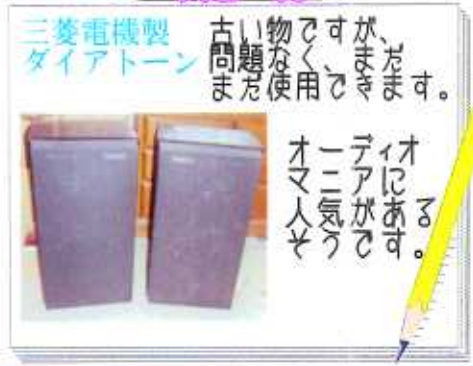 三菱電機製
ダイアトーン
古い物ですが、
問題なく、まだ
まだ使用できます。
オーディオ
マニアに
人気がある
そうです。